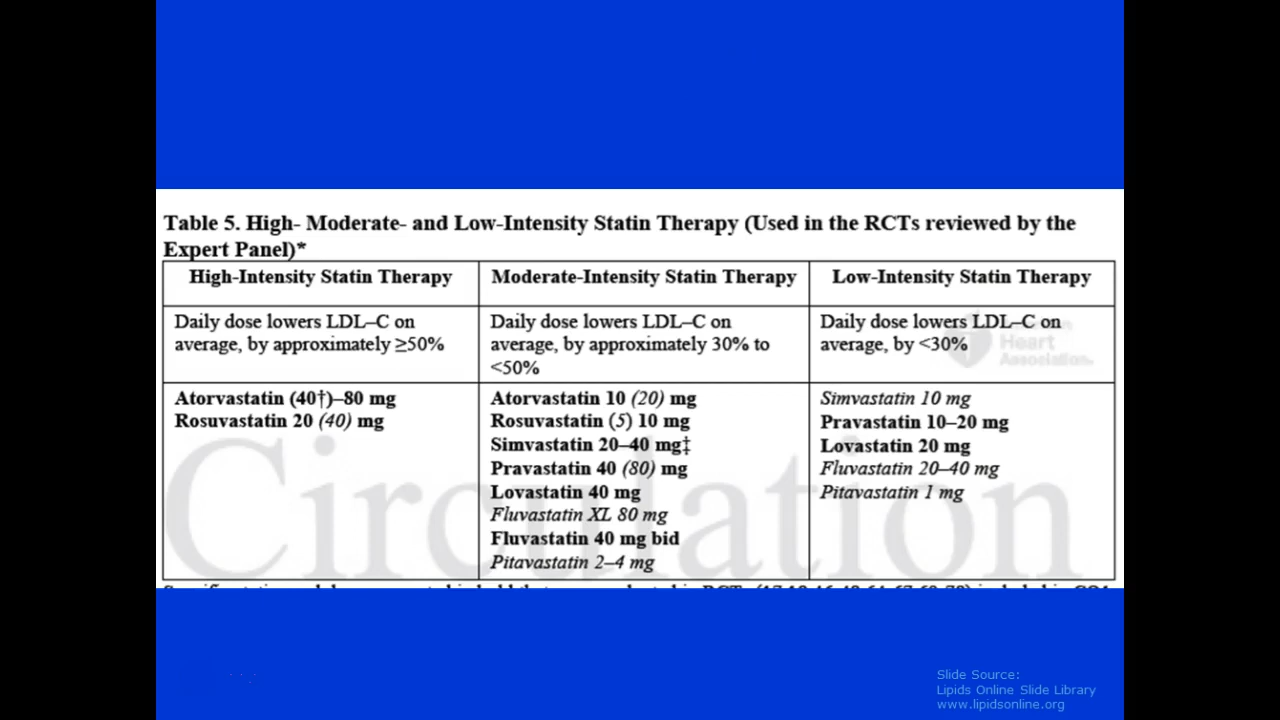 Table 5. High- Moderate- and Low-Intensity Statin Therapy (Used in the RCTs reviewed by the
Expert Panel)*
High-Intensity Statin Therapy
Moderate-Intensity Statin Therapy
Low-Intensity Statin Therapy
Daily dose lowers LDL–C on
average, by approximately ≥50%
Daily dose lowers LDL–C on
average, by approximately 30% to
<50%
Daily dose lowers LDL–C on
average, by <30%
Heart
Association
Atorvastatin (40†)–80 mg
Rosuvastatin 20 (40) mg
Atorvastatin 10 (20) mg
Rosuvastatin (5) 10 mg
Simvastatin 20–40 mg‡
Pravastatin 40 (80) mg
Lovastatin 40 mg
Fluvastatin XL 80 mg
Fluvastatin 40 mg bid
Pitavastatin 2–4 mg
Simvastatin 10 mg
Pravastatin 10–20 mg
Lovastatin 20 mg
Fluvastatin 20–40 mg
Pitavastatin 1 mg
Circulation
Slide Source:
Lipids Online Slide Library
www.lipidsonline.org